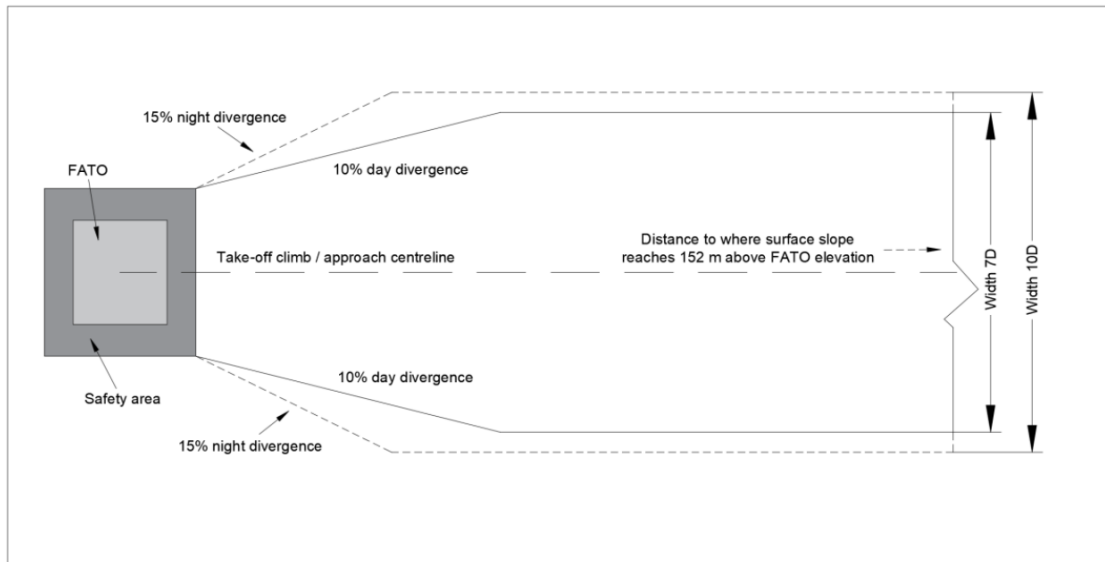 15% night divergence
FATO
10% day divergence
Take-off climb / approach centreline
Distance to where surface slope
reaches 152 m above FATO elevation
Width 7D
Width 10D
10% day divergence
Safety area
15% night divergence